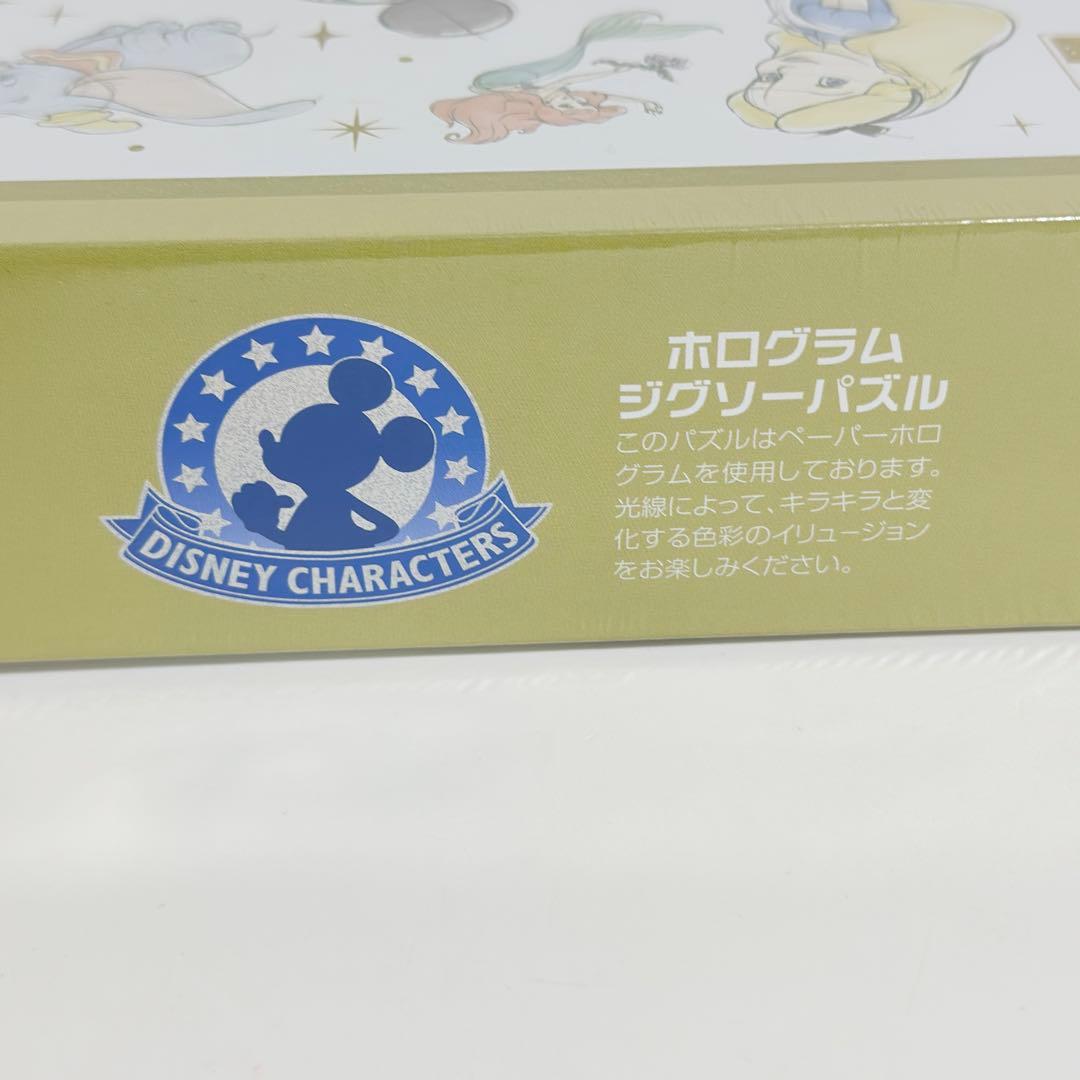 DISNEY CHARACTERS
ホログラム
ジグソーパズル
このパズルはペーパーホロ
グラムを使用しております。
光線によって、キラキラと変
化する色彩のイリュージョン
をお楽しみください。